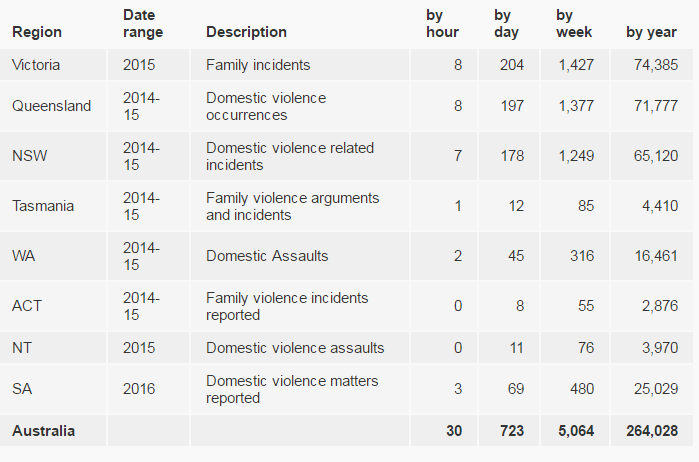 Region Date range Description by hour by day by week by year
Victoria 2015 Family incidents 8 204 1,427 74,385
Queensland 2014-15 Domestic violence occurrences 8 197 1,377 71,777
NSW 2014-15 Domestic violence related incidents 7 178 1,249 65,120
Tasmania 2014-15 Family violence arguments and incidents 1 12 85 4,410
WA 2014-15 Domestic Assaults 2 45 316 16,461
ACT 2014-15 Family violence incidents reported 0 8 55 2,876
NT 2015 Domestic violence assaults 0 11 76 3,970
SA 2016 Domestic violence matters reported 3 69 480 25,029
Australia 30 723 5,064 264,028